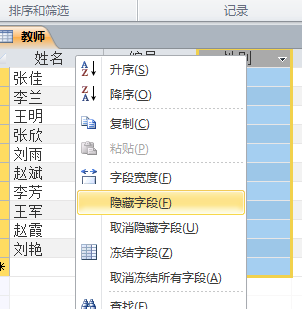 排序和筛选 记录
教师
姓名 编号 性别
张佳
李兰
王明
张欣
刘雨
赵斌
李芳
王军
赵霞
刘艳
升序(S)
降序(O)
复制(C)
粘贴(P)
字段宽度(F)
隐藏字段(F)
取消隐藏字段(U)
冻结字段(Z)
取消冻结所有字段(A)
查找(F)